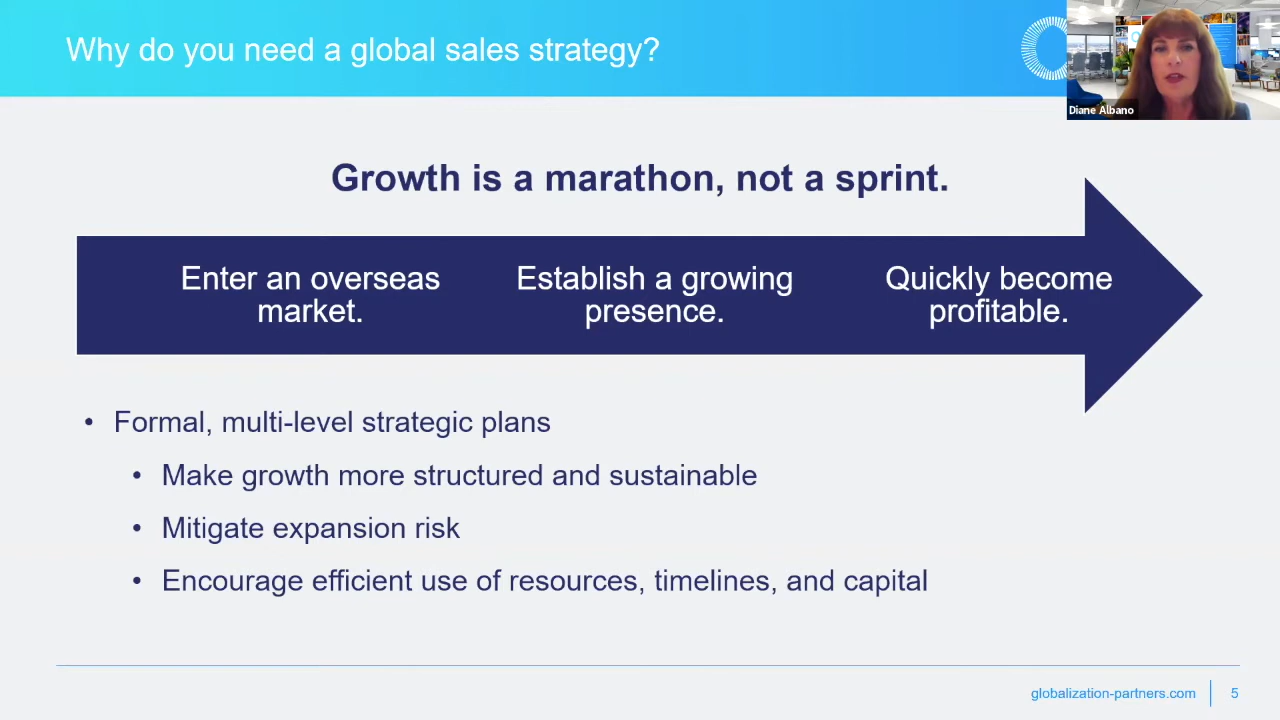 Why do you need a global sales strategy?
Diane Albano
Growth is a marathon, not a sprint.
Enter an overseas
market.
Establish a growing
presence.
Quickly become
profitable.
• Formal, multi-level strategic plans
• Make growth more structured and sustainable
• Mitigate expansion risk
• Encourage efficient use of resources, timelines, and capital
globalization-partners.com
5